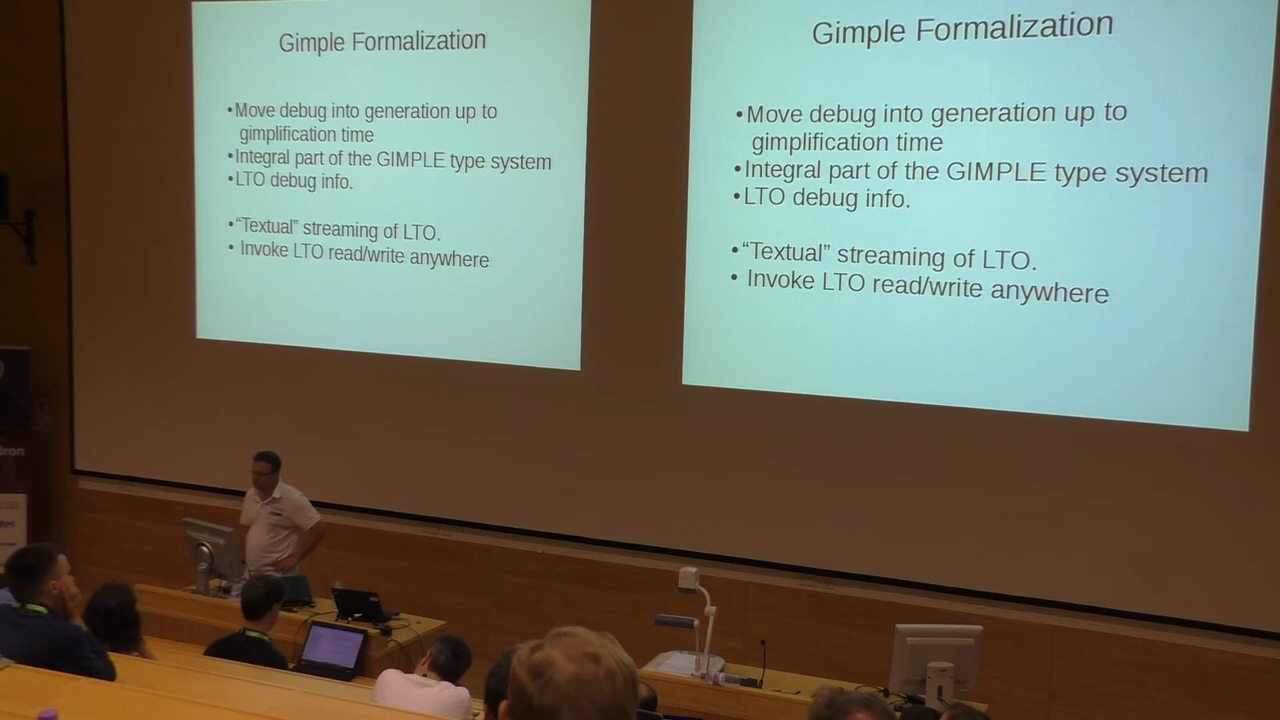 Gimple Formalization
•Move debug into generation up to
gimplification time
•Integral part of the GIMPLE type system
•LTO debug info.
•“Textual” streaming of LTO.
• Invoke LTO read/write anywhere
Gimple Formalization
•Move debug into generation up to
gimplification time
•Integral part of the GIMPLE type system
•LTO debug info.
•“Textual” streaming of LTO.
• Invoke LTO read/write anywhere
dron
RM